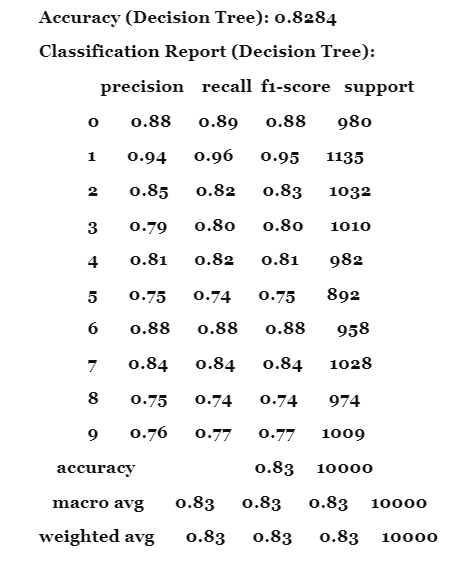 Accuracy (Decision Tree): 0.8284
Classification Report (Decision Tree):
precision recall f1-score support
0 0.88 0.89 0.88 980
1 0.94 0.96 0.95 1135
2 0.85 0.82 0.83 1032
3 0.79 0.80 0.80 1010
4 0.81 0.82 0.81 982
5 0.75 0.74 0.75 892
6 0.88 0.88 0.88 958
7 0.84 0.84 0.84 1028
8 0.75 0.74 0.74 974
9 0.76 0.77 0.77 1009
accuracy 0.83 10000
macro avg 0.83 0.83 0.83 10000
weighted avg 0.83 0.83 0.83 10000